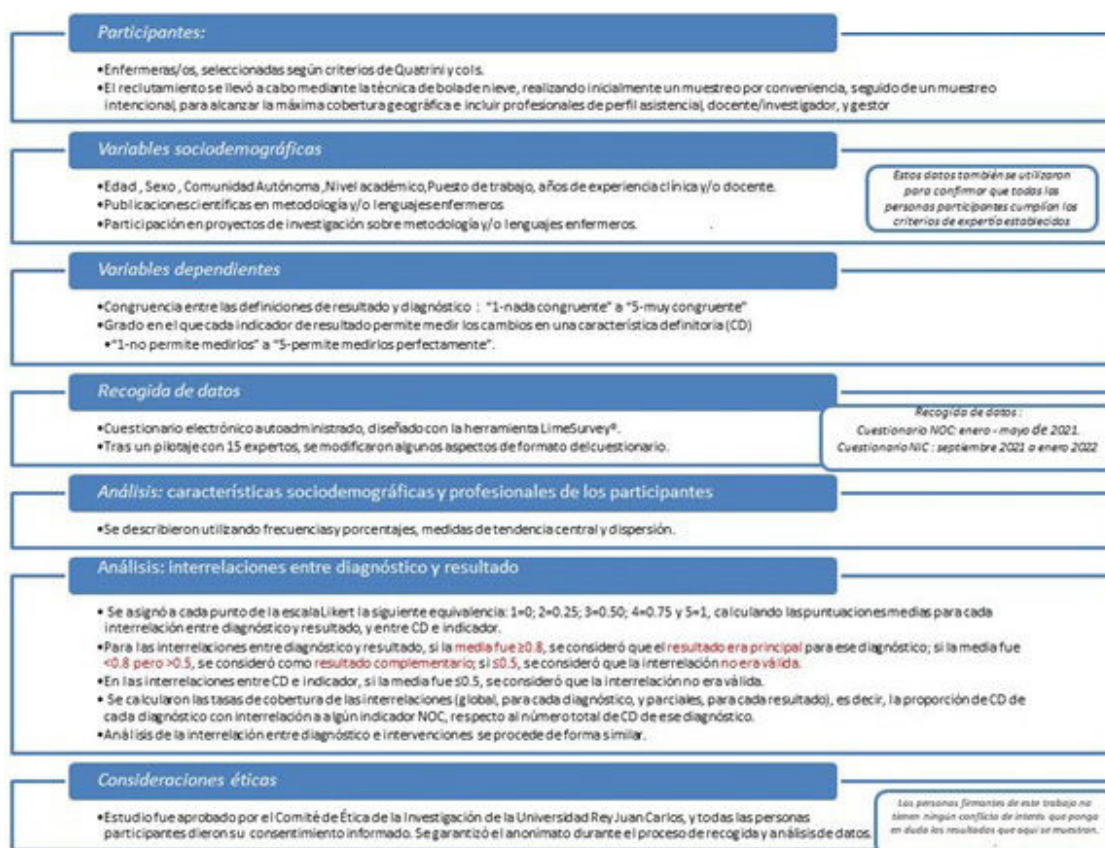 Participantes:
•Enfermeras/os, seleccionadas según criterios de Quatrini y cols.
•El reclutamiento se llevó a cabo mediante la técnica de bola de nieve, realizando inicialmente un muestreo por conveniencia, seguido de un muestreo
intencional, para alcanzar la máxima cobertura geográfica e incluir profesionales de perfil asistencial, docente/investigador, y gestor
Variables sociodemográficas
•Edad , Sexo , Comunidad Autónoma ,Nivel académico,Puesto de trabajo, años de experiencia clínica y/o docente.
•Publicaciones científicas en metodología y/o lenguajes enfermeros
•Participación en proyectos de investigación sobre metodología y/o lenguajes enfermeros. .
Estos datos también se utilizaron
para confirmar que todas las
personas participantes cumplían los
criterios de expertía establecidos
Variables dependientes
•Congruencia entre las definiciones de resultado y diagnóstico : "1-nada congruente" a "5-muy congruente"
•Grado en el que cada indicador de resultado permite medir los cambios en una característica definitoria (CD)
•"1-no permite medirlos" a "5-permite medirlos perfectamente".
Recogida de datos
•Cuestionario electrónico autoadministrado, diseñado con la herramienta LimeSurvey®.
•Tras un pilotaje con 15 expertos, se modificaron algunos aspectos de formato del cuestionario.
Recogida de datos :
Cuestionario NOC: enero - mayo de 2021.
Cuestionario NIC : septiembre 2021 a enero 2022
Análisis: características sociodemográficas y profesionales de los participantes
•Se describieron utilizando frecuencias y porcentajes, medidas de tendencia central y dispersión.
Análisis: interrelaciones entre diagnóstico y resultado
• Se asignó a cada punto de la escala Likert la siguiente equivalencia: 1=0; 2=0.25; 3=0.50; 4=0.75 y 5=1, calculando las puntuaciones medias para cada
interrelación entre diagnóstico y resultado, y entre CD e indicador.
•Para las interrelaciones entre diagnóstico y resultado, si la media fue ≥0.8, se consideró que el resultado era principal para ese diagnóstico; si la media fue
<0.8 pero >0.5, se consideró como resultado complementario; si ≤0.5, se consideró que la interrelación no era válida.
•En las interrelaciones entre CD e indicador, si la media fue ≤0.5, se consideró que la interrelación no era válida.
• Se calcularon las tasas de cobertura de las interrelaciones (global, para cada diagnóstico, y parciales, para cada resultado), es decir, la proporción de CD de
cada diagnóstico con interrelación a algún indicador NOC, respecto al número total de CD de ese diagnóstico.
•Análisis de la interrelación entre diagnóstico e intervenciones se procede de forma similar.
Consideraciones éticas
•Estudio fue aprobado por el Comité de Ética de la Investigación de la Universidad Rey Juan Carlos, y todas las personas
participantes dieron su consentimiento informado. Se garantizó el anonimato durante el proceso de recogida y análisis de datos.
Las personas firmantes de este trabajo no
tienen ningún conflicto de interés que ponga
en duda los resultados que aquí se muestran.
.